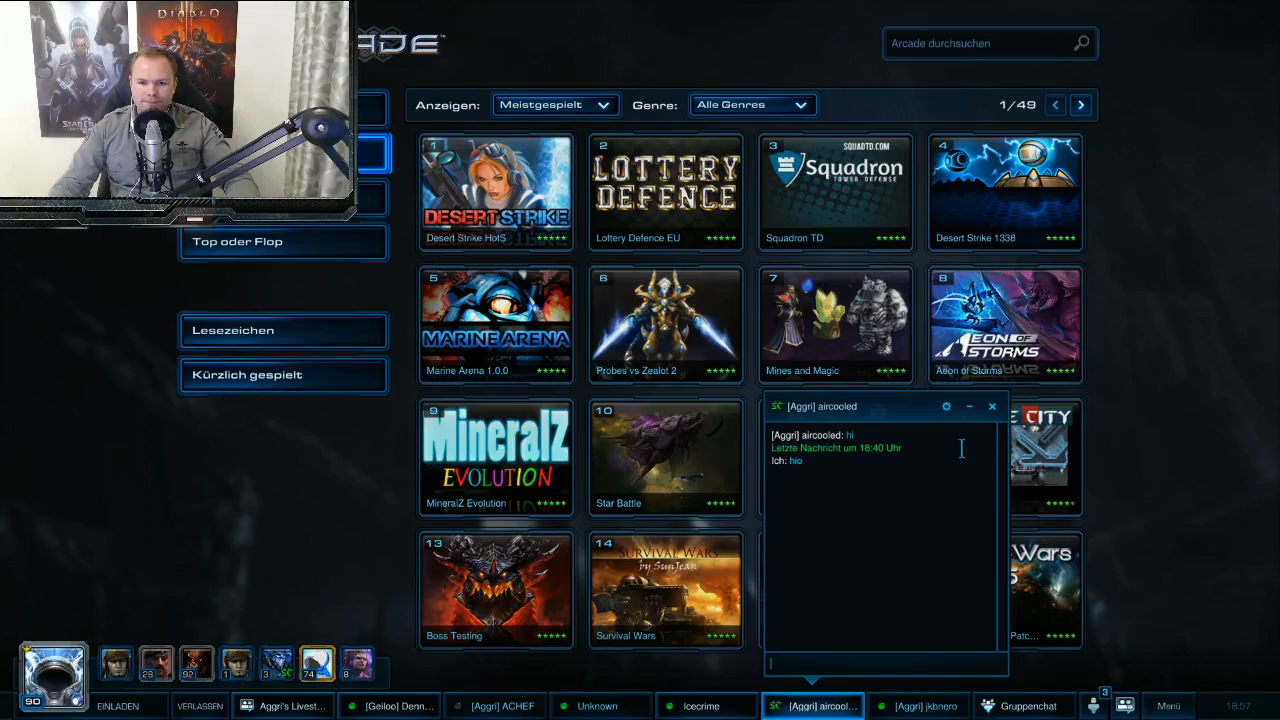 DIABLO
STARCR
ADE
Arcade durchsuchen
Anzeigen: Meistgespielt Genre: Alle Genres 1/49
Top oder Flop
Lesezeichen
Kürzlich gespielt
1 2 3 4
DESERT STRIKE
LOTTERY DEFENCE
SQUADTD.COM
Squadron
TOWER DEFENSE
Desert Strike HotS Lottery Defence EU Squadron TD Desert Strike 1338
5 6 7 8
MARINE ARENA
AEON OF STORMS
Marine Arena 1.0.0 Probes vs Zealot 2 Mines and Magic Aeon of Storms
9 10
MineralZ
EVOLUTION
E CITY
MineralZ Evolution Star Battle
13 14
SURVIVAL WARS
by SunJean
Wars
Boss Testing Survival Wars Patc...
[Aggri] aircooled
[Aggri] aircooled: hi
Letzte Nachricht um 18:40 Uhr
Ich: hio
90 28 92 1 3 74 8
EINLADEN VERLASSEN Aggri's Livest... [Geiloo] Denn... [Aggri] ACHEF Unknown Icecrime [Aggri] aircool... [Aggri] jkbnero Gruppenchat 3 Menü 18:57